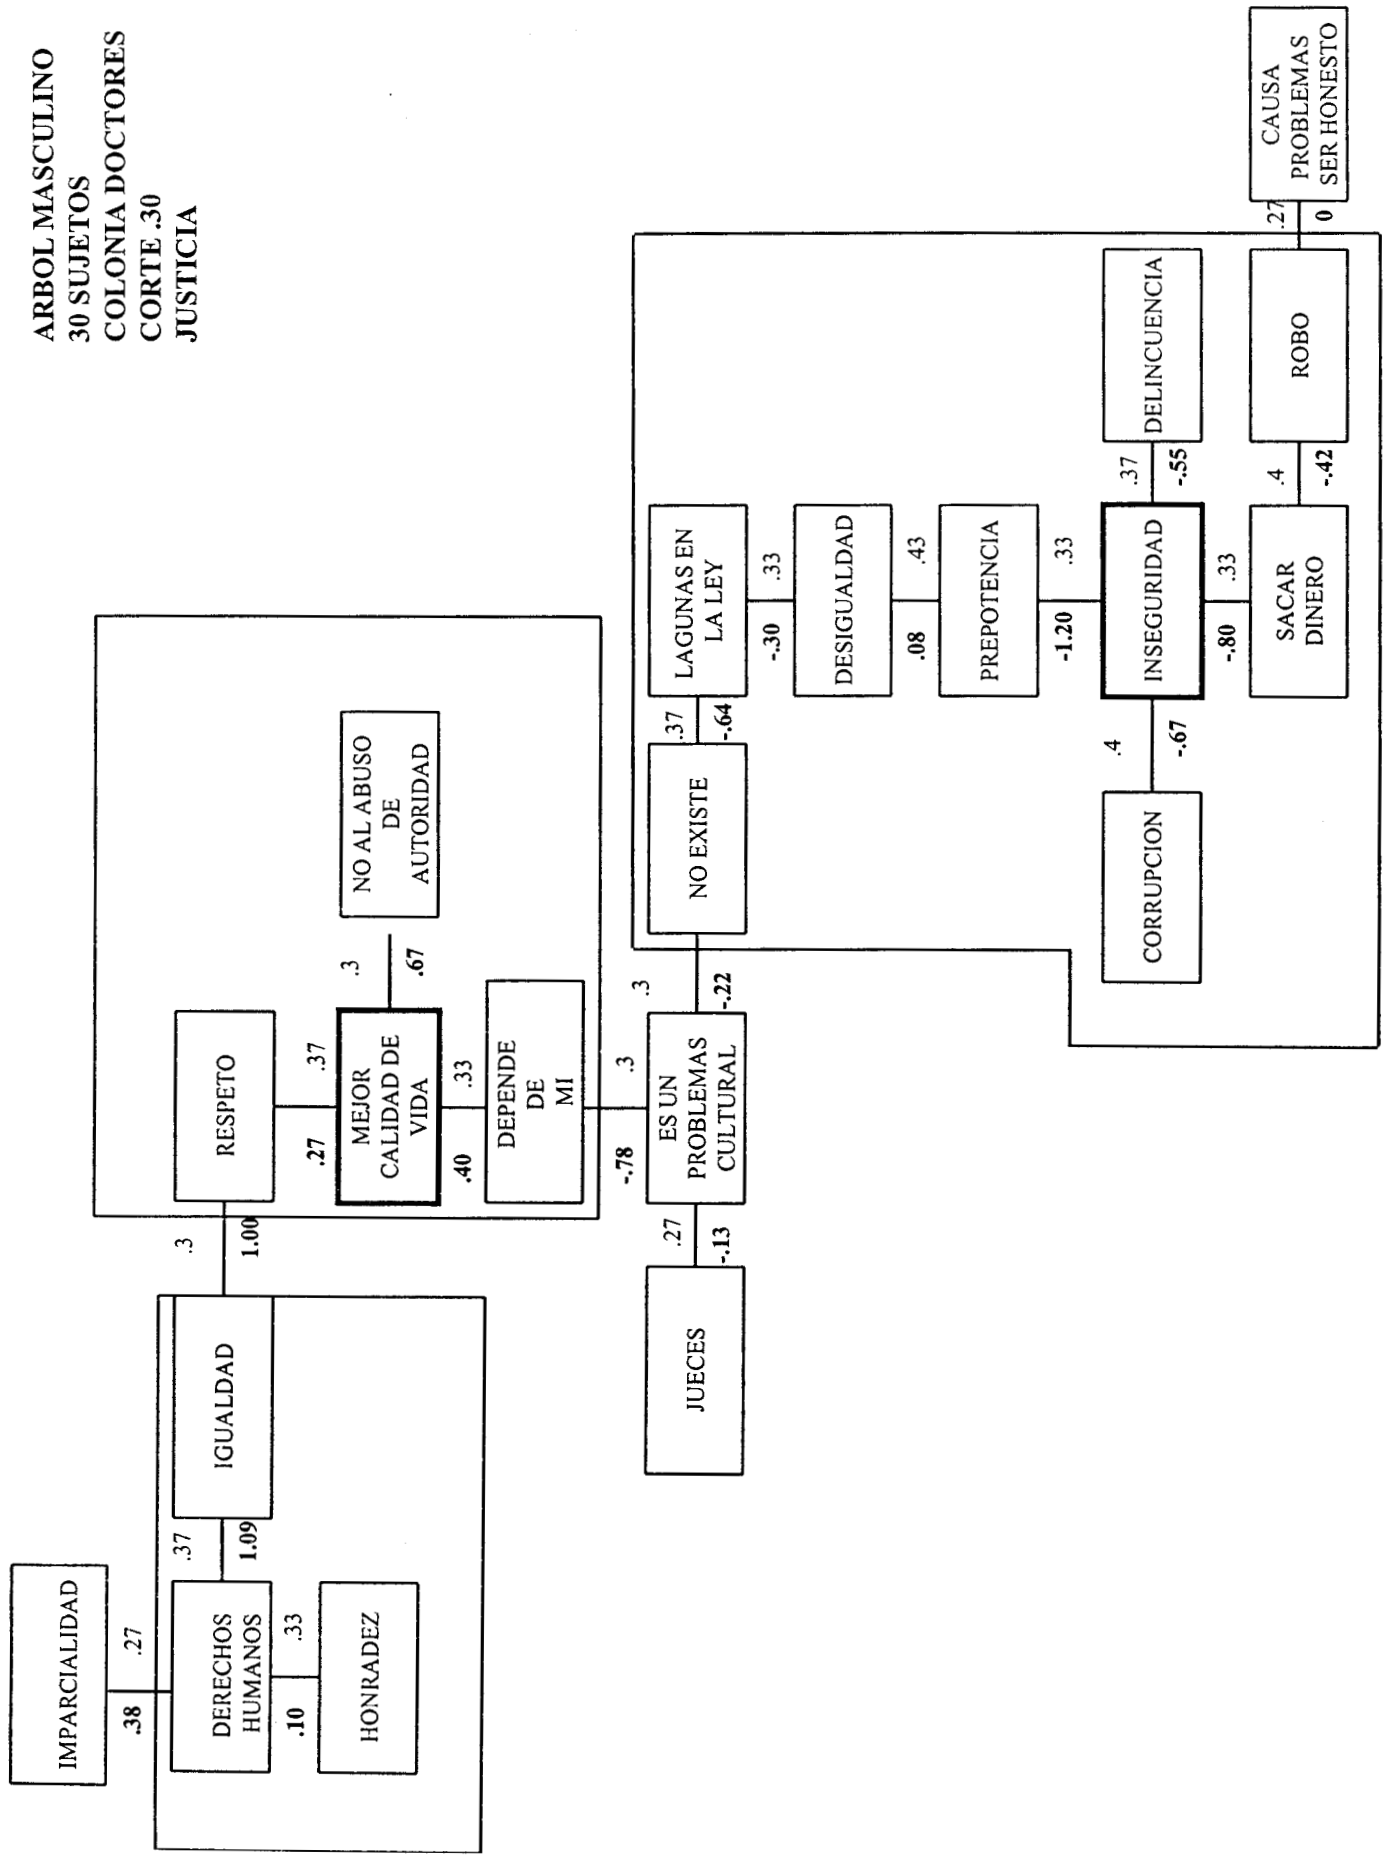 ARBOL MASCULINO
30 SUJETOS
COLONIA DOCTORES
CORTE .30
JUSTICIA
IMPARCIALIDAD
.38
.27
DERECHOS
HUMANOS
.37
1.09
IGUALDAD
.3
1.00
RESPETO
.10
.33
HONRADEZ
.27
.37
MEJOR
CALIDAD DE
VIDA
.3
.67
NO AL ABUSO
DE
AUTORIDAD
.40
.33
DEPENDE
DE
MI
-.78
.3
JUECES
.27
-.13
ES UN
PROBLEMAS
CULTURAL
.3
-.22
NO EXISTE
.37
-.64
LAGUNAS EN
LA LEY
-.30
.33
DESIGUALDAD
.08
.43
PREPOTENCIA
-1.20
.33
CORRUPCION
.4
-.67
INSEGURIDAD
.37
-.55
DELINCUENCIA
-.80
.33
SACAR
DINERO
.4
-.42
ROBO
.27
0
CAUSA
PROBLEMAS
SER HONESTO